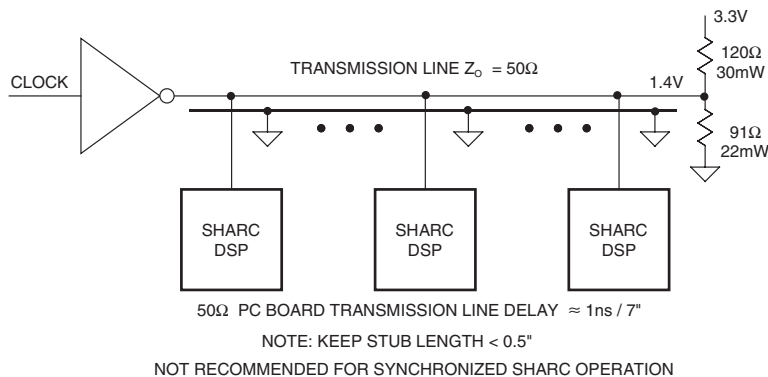 3.3V
TRANSMISSION LINE Zo = 50Ω
120Ω
30mW
CLOCK
1.4V
91Ω
22mW
SHARC
DSP
SHARC
DSP
SHARC
DSP
50Ω PC BOARD TRANSMISSION LINE DELAY ≈ 1ns / 7"
NOTE: KEEP STUB LENGTH < 0.5"
NOT RECOMMENDED FOR SYNCHRONIZED SHARC OPERATION